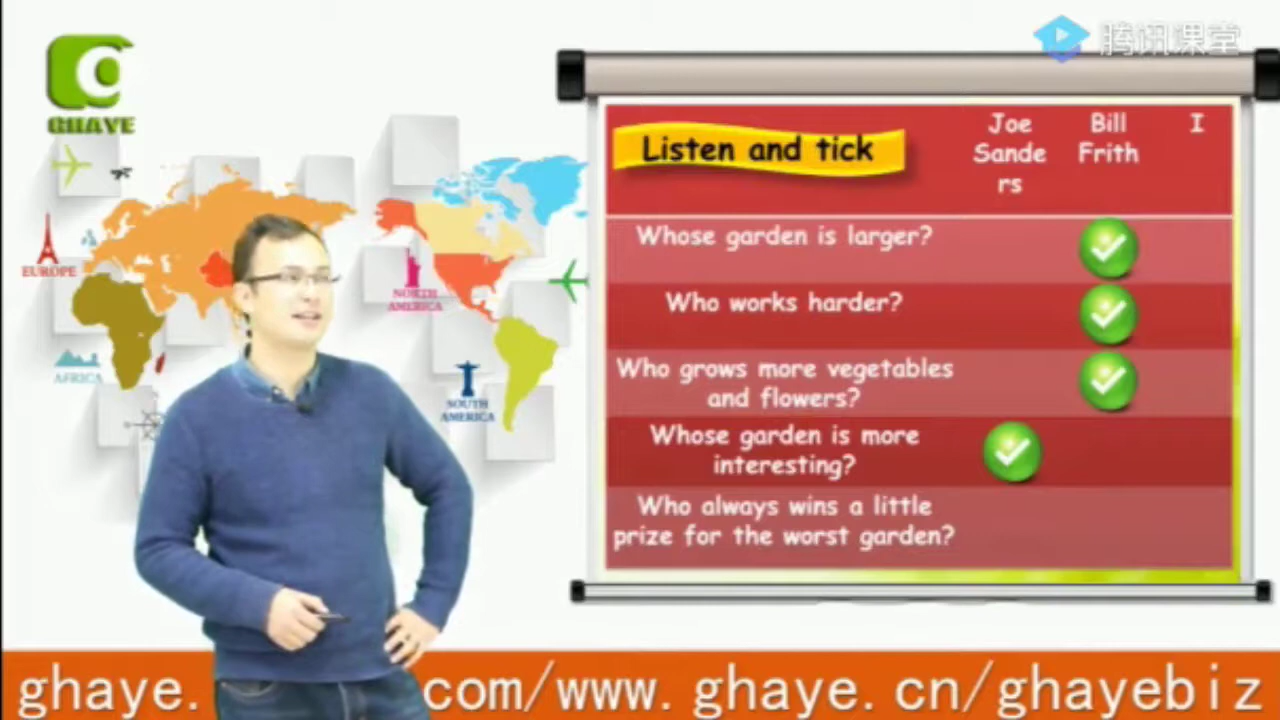 腾讯课堂
GHAYE
Listen and tick
Joe
Sande
rs
Bill
Frith
I
Whose garden is larger?
Who works harder?
Who grows more vegetables
and flowers?
Whose garden is more
interesting?
Who always wins a little
prize for the worst garden?
EUROPE
NORTH
AMERICA
AFRICA
SOUTH
AMERICA
ghaye. com/www. ghaye. cn/ghayebiz